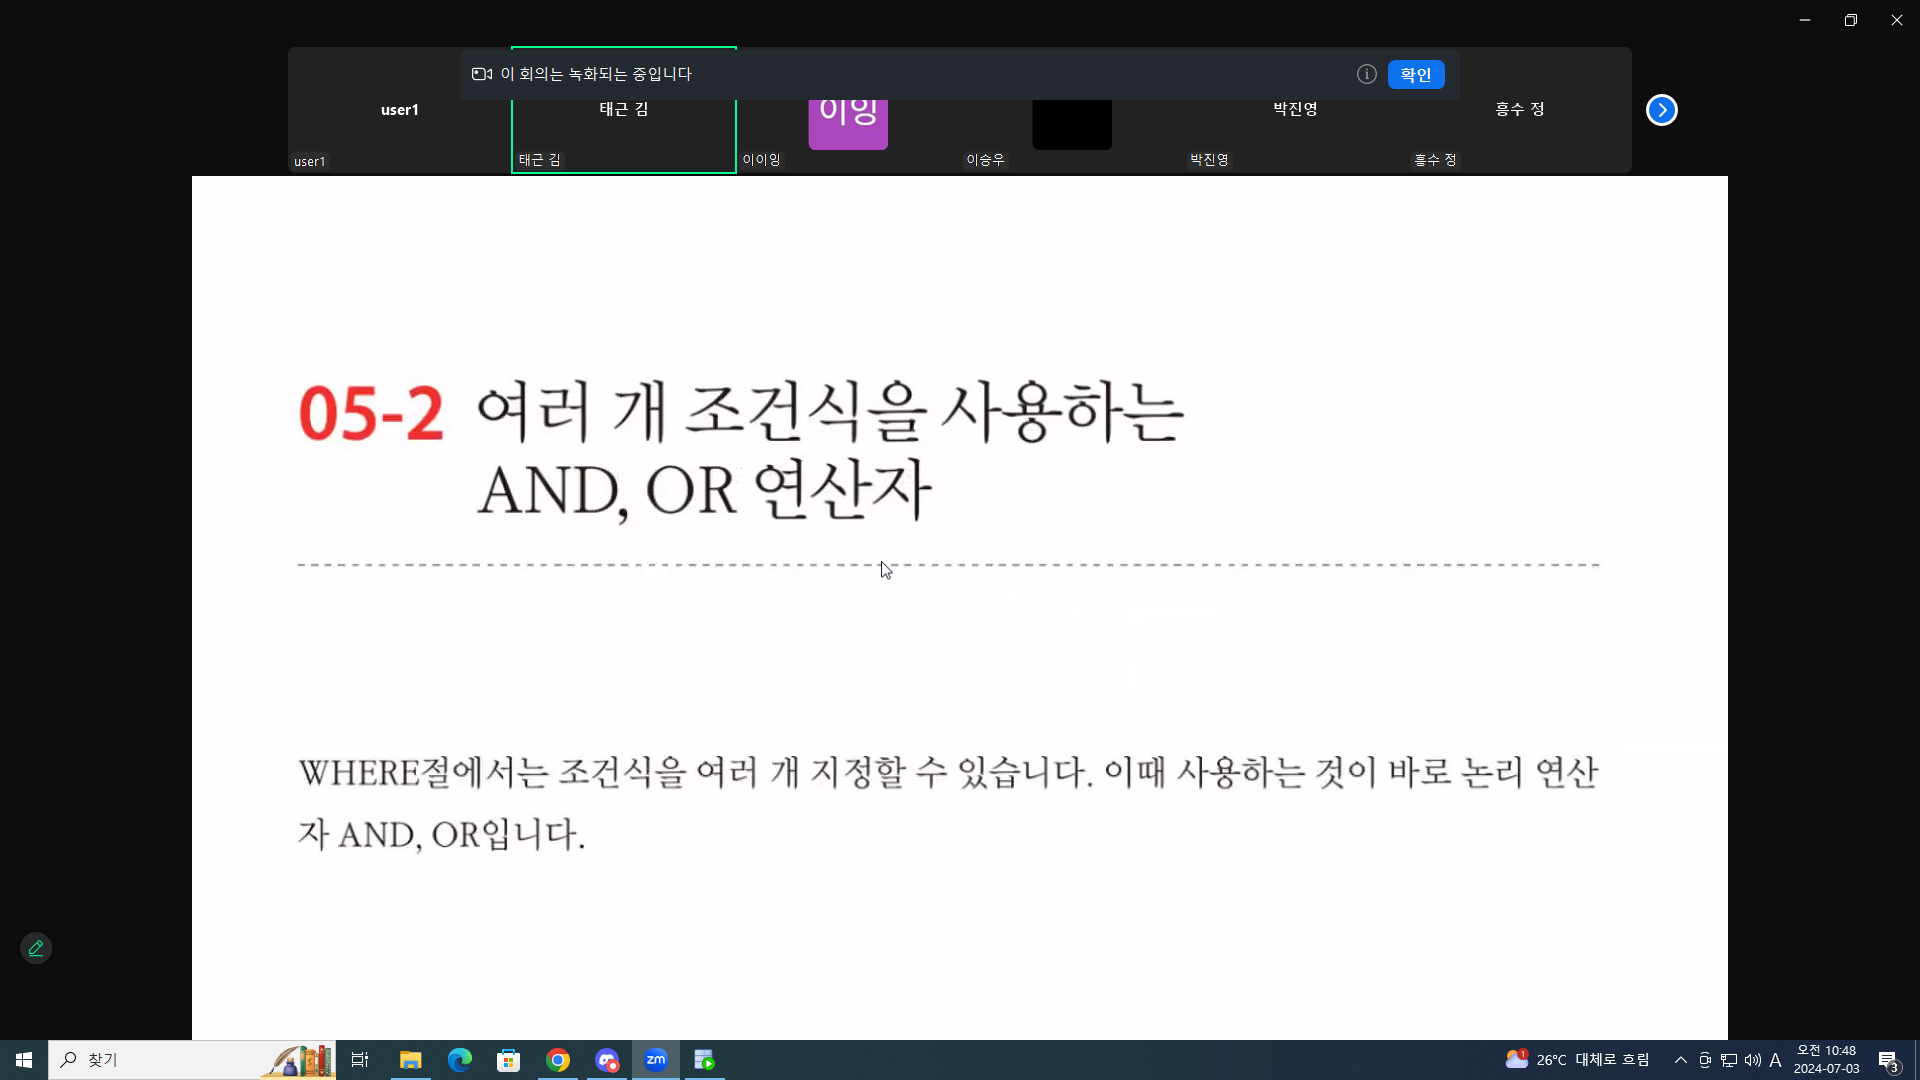 이 회의는 녹화되는 중입니다
확인
user1
태근 김
이잉
박진영
흥수 정
user1
태근 김
이이잉
이승우
박진영
흥수 정
05-2 여러 개 조건식을 사용하는
AND, OR 연산자
WHERE절에서는 조건식을 여러 개 지정할 수 있습니다. 이때 사용하는 것이 바로 논리 연산
자 AND, OR입니다.
찾기
zm
1
26°C 대체로 흐림
A
오전 10:48
2024-07-03
3